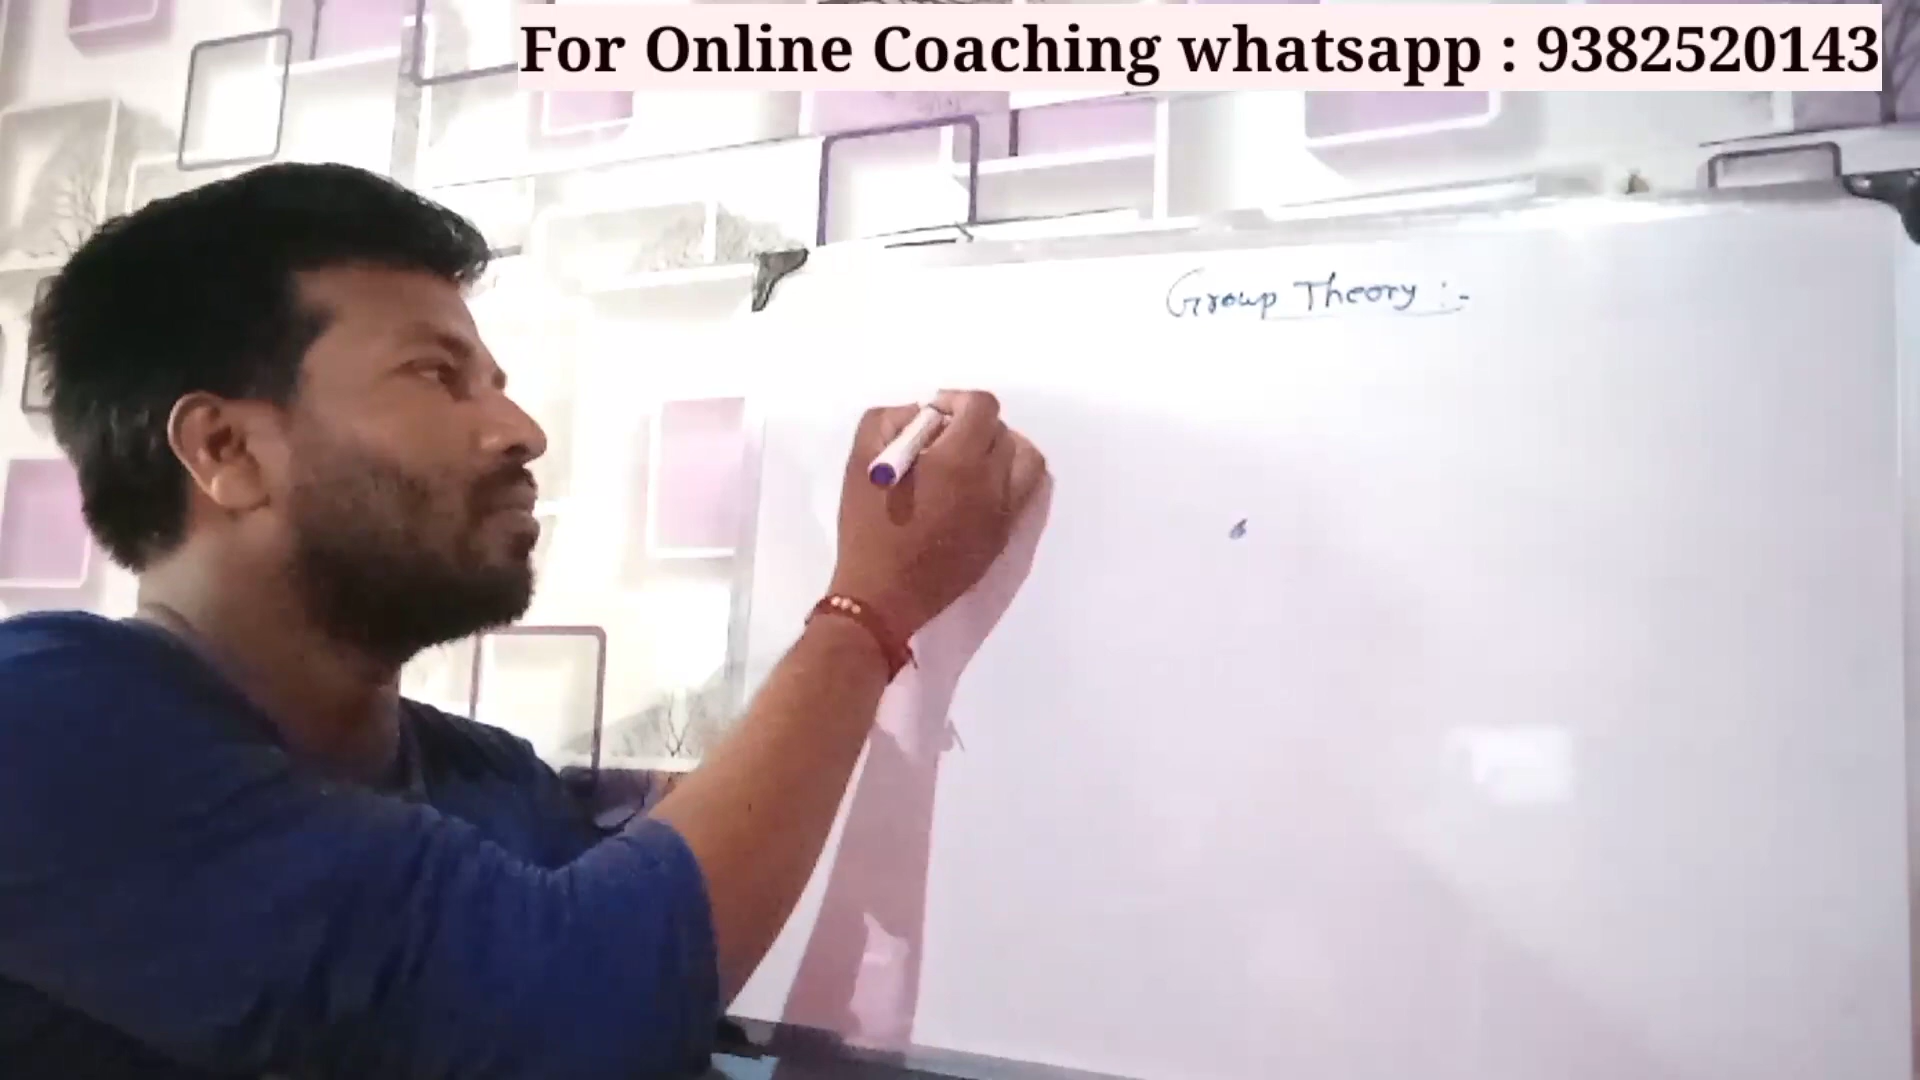 For Online Coaching whatsapp : 9382520143
Group Theory :-